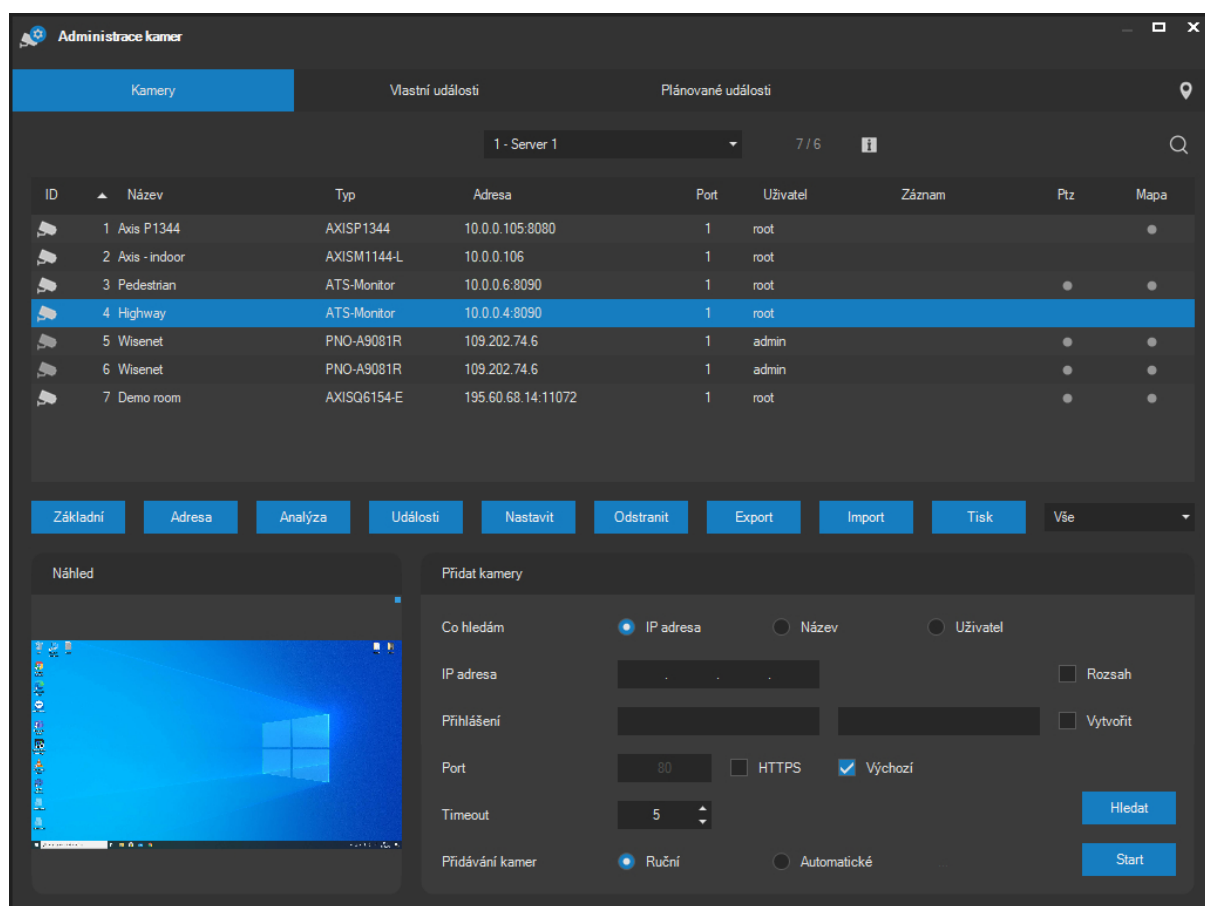 Administrace kamer
Kamery Vlastní události Plánované události
1 - Server 1 7 / 6
ID Název Typ Adresa Port Uživatel Záznam Ptz Mapa
1 Axis P1344 AXISP1344 10.0.0.105:8080 1 root
2 Axis - indoor AXISM1144-L 10.0.0.106 1 root
3 Pedestrian ATS-Monitor 10.0.0.6:8090 1 root
4 Highway ATS-Monitor 10.0.0.4:8090 1 root
5 Wisenet PNO-A9081R 109.202.74.6 1 admin
6 Wisenet PNO-A9081R 109.202.74.6 1 admin
7 Demo room AXISQ6154-E 195.60.68.14:11072 1 root
Základní Adresa Analýza Události Nastavit Odstranit Export Import Tisk Vše
Náhled
Přidat kamery
Co hledám IP adresa Název Uživatel
IP adresa . . . Rozsah
Přihlášení Vytvořit
Port 80 HTTPS Výchozí
Timeout 5 Hledat
Přidávání kamer Ruční Automatické Start